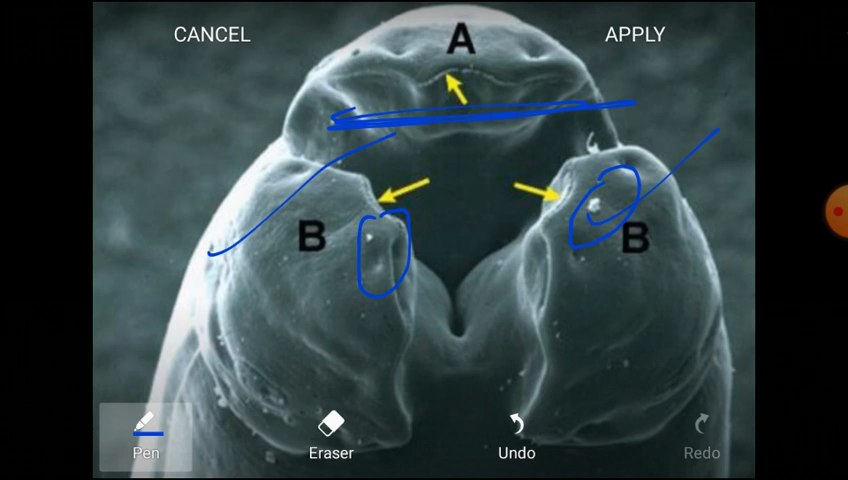 CANCEL
APPLY
A
B
B
Pen
Eraser
Undo
Redo